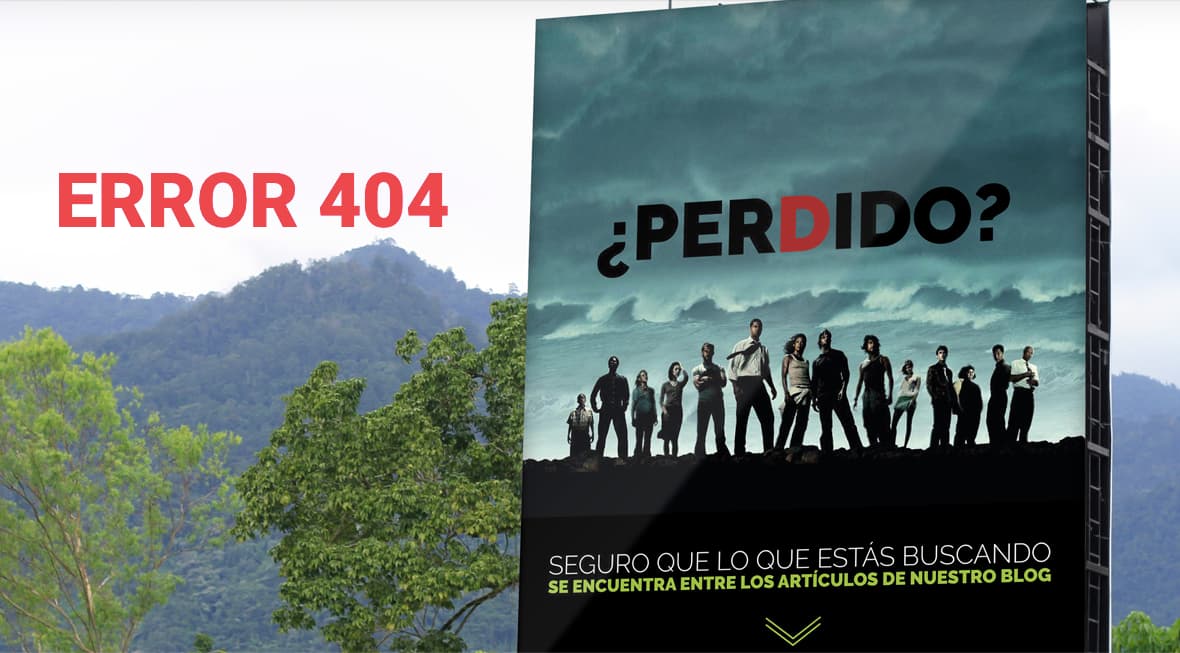 ERROR 404
¿PERDIDO?
SEGURO QUE LO QUE ESTÁS BUSCANDO
SE ENCUENTRA ENTRE LOS ARTÍCULOS DE NUESTRO BLOG